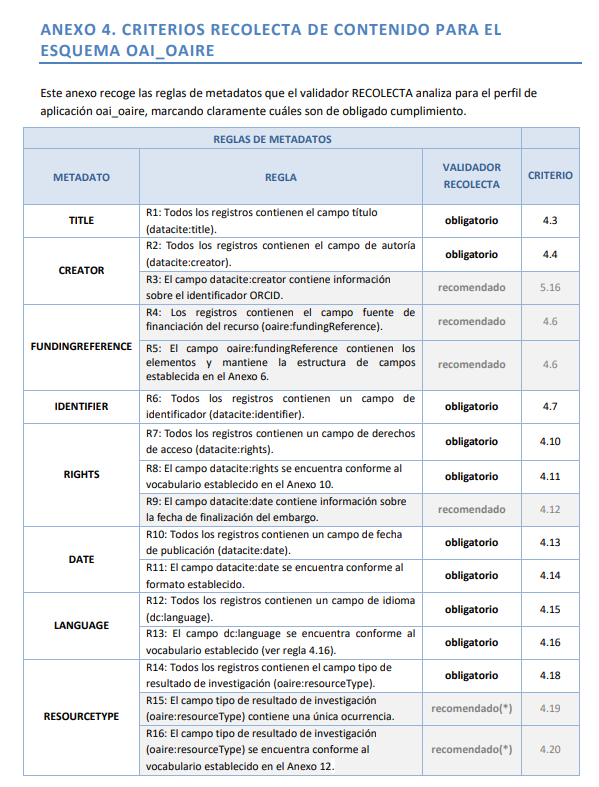 ANEXO 4. CRITERIOS RECOLECTA DE CONTENIDO PARA EL
ESQUEMA OAI_OAIRE
Este anexo recoge las reglas de metadatos que el validador RECOLECTA analiza para el perfil de
aplicación oai_oaire, marcando claramente cuáles son de obligado cumplimiento.
REGLAS DE METADATOS
METADATO
REGLA
VALIDADOR
RECOLECTA
CRITERIO
TITLE
R1: Todos los registros contienen el campo título
(datacite:title).
obligatorio
4.3
CREATOR
R2: Todos los registros contienen el campo de autoría
(datacite:creator).
obligatorio
4.4
R3: El campo datacite:creator contiene información
sobre el identificador ORCID.
recomendado
5.16
FUNDINGREFERENCE
R4: Los registros contienen el campo fuente de
financiación del recurso (oaire:fundingReference).
recomendado
4.6
R5: El campo oaire:fundingReference contienen los
elementos y mantiene la estructura de campos
establecida en el Anexo 6.
recomendado
4.6
IDENTIFIER
R6: Todos los registros contienen un campo de
identificador (datacite:identifier).
obligatorio
4.7
RIGHTS
R7: Todos los registros contienen un campo de derechos
de acceso (datacite:rights).
obligatorio
4.10
R8: El campo datacite:rights se encuentra conforme al
vocabulario establecido en el Anexo 10.
obligatorio
4.11
R9: El campo datacite:date contiene información sobre
la fecha de finalización del embargo.
recomendado
4.12
DATE
R10: Todos los registros contienen un campo de fecha
de publicación (datacite:date).
obligatorio
4.13
R11: El campo datacite:date se encuentra conforme al
formato establecido.
obligatorio
4.14
LANGUAGE
R12: Todos los registros contienen un campo de idioma
(dc:language).
obligatorio
4.15
R13: El campo dc:language se encuentra conforme al
vocabulario establecido (ver regla 4.16).
obligatorio
4.16
RESOURCETYPE
R14: Todos los registros contienen el campo tipo de
resultado de investigación (oaire:resourceType).
obligatorio
4.18
R15: El campo tipo de resultado de investigación
(oaire:resourceType) contiene una única ocurrencia.
recomendado(*)
4.19
R16: El campo tipo de resultado de investigación
(oaire:resourceType) se encuentra conforme al
vocabulario establecido en el Anexo 12.
recomendado(*)
4.20